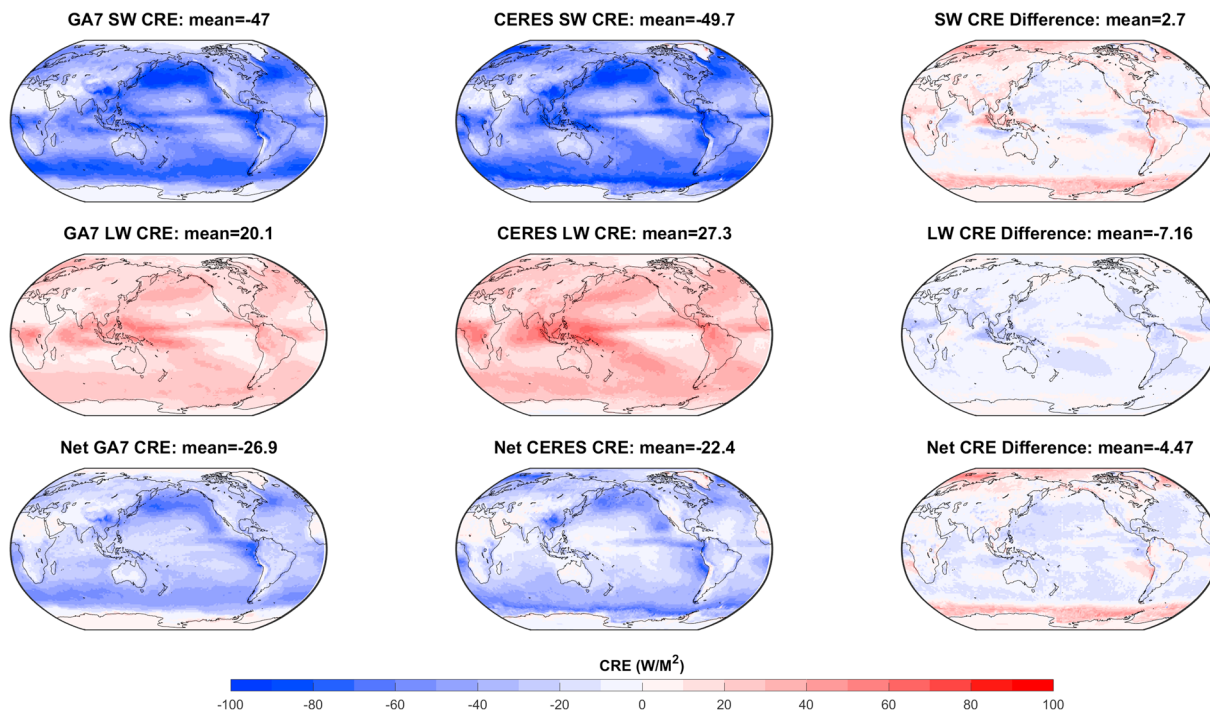 GA7 SW CRE: mean=-47
CERES SW CRE: mean=-49.7
SW CRE Difference: mean=2.7
GA7 LW CRE: mean=20.1
CERES LW CRE: mean=27.3
LW CRE Difference: mean=-7.16
Net GA7 CRE: mean=-26.9
Net CERES CRE: mean=-22.4
Net CRE Difference: mean=-4.47
CRE (W/M²)
-100 -80 -60 -40 -20 0 20 40 60 80 100